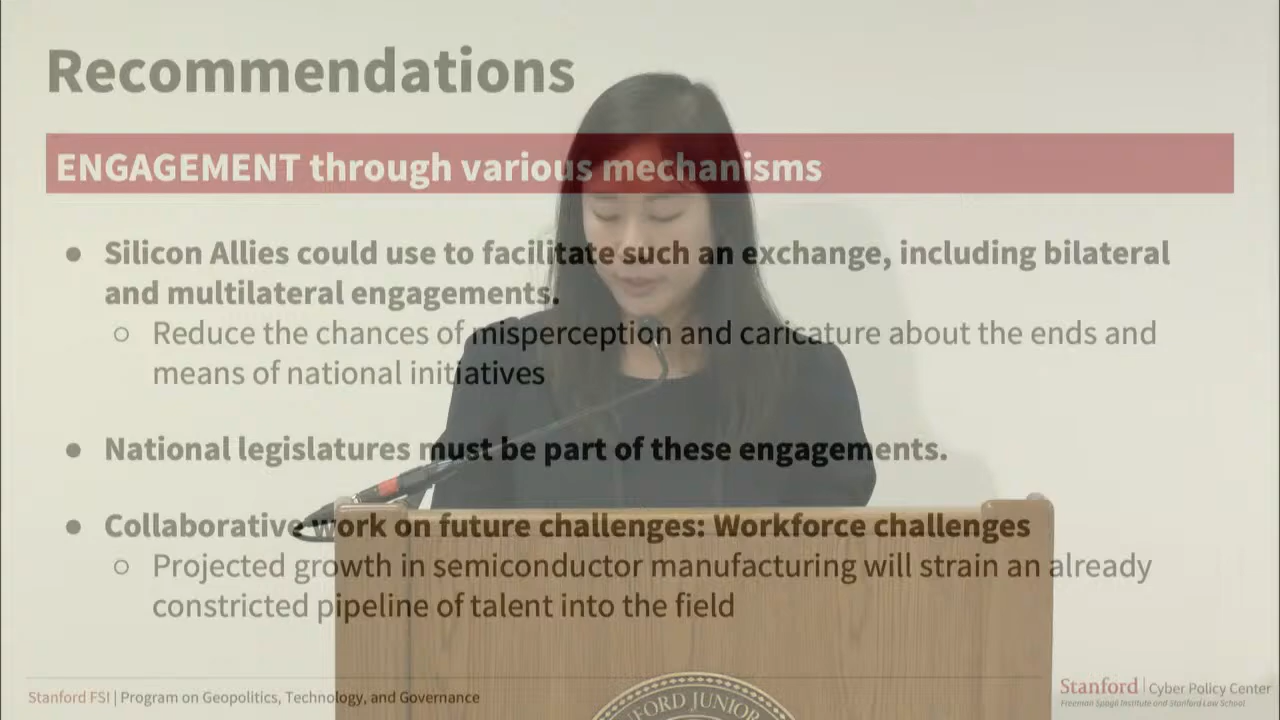 Recommendations
ENGAGEMENT through various mechanisms
● Silicon Allies could use to facilitate such an exchange, including bilateral
and multilateral engagements.
○ Reduce the chances of misperception and caricature about the ends and
means of national initiatives
● National legislatures must be part of these engagements.
● Collaborative work on future challenges: Workforce challenges
○ Projected growth in semiconductor manufacturing will strain an already
constricted pipeline of talent into the field
Stanford FSI | Program on Geopolitics, Technology, and Governance
Stanford | Cyber Policy Center
Freeman Spogli Institute and Stanford Law School
FORD JUNIOR